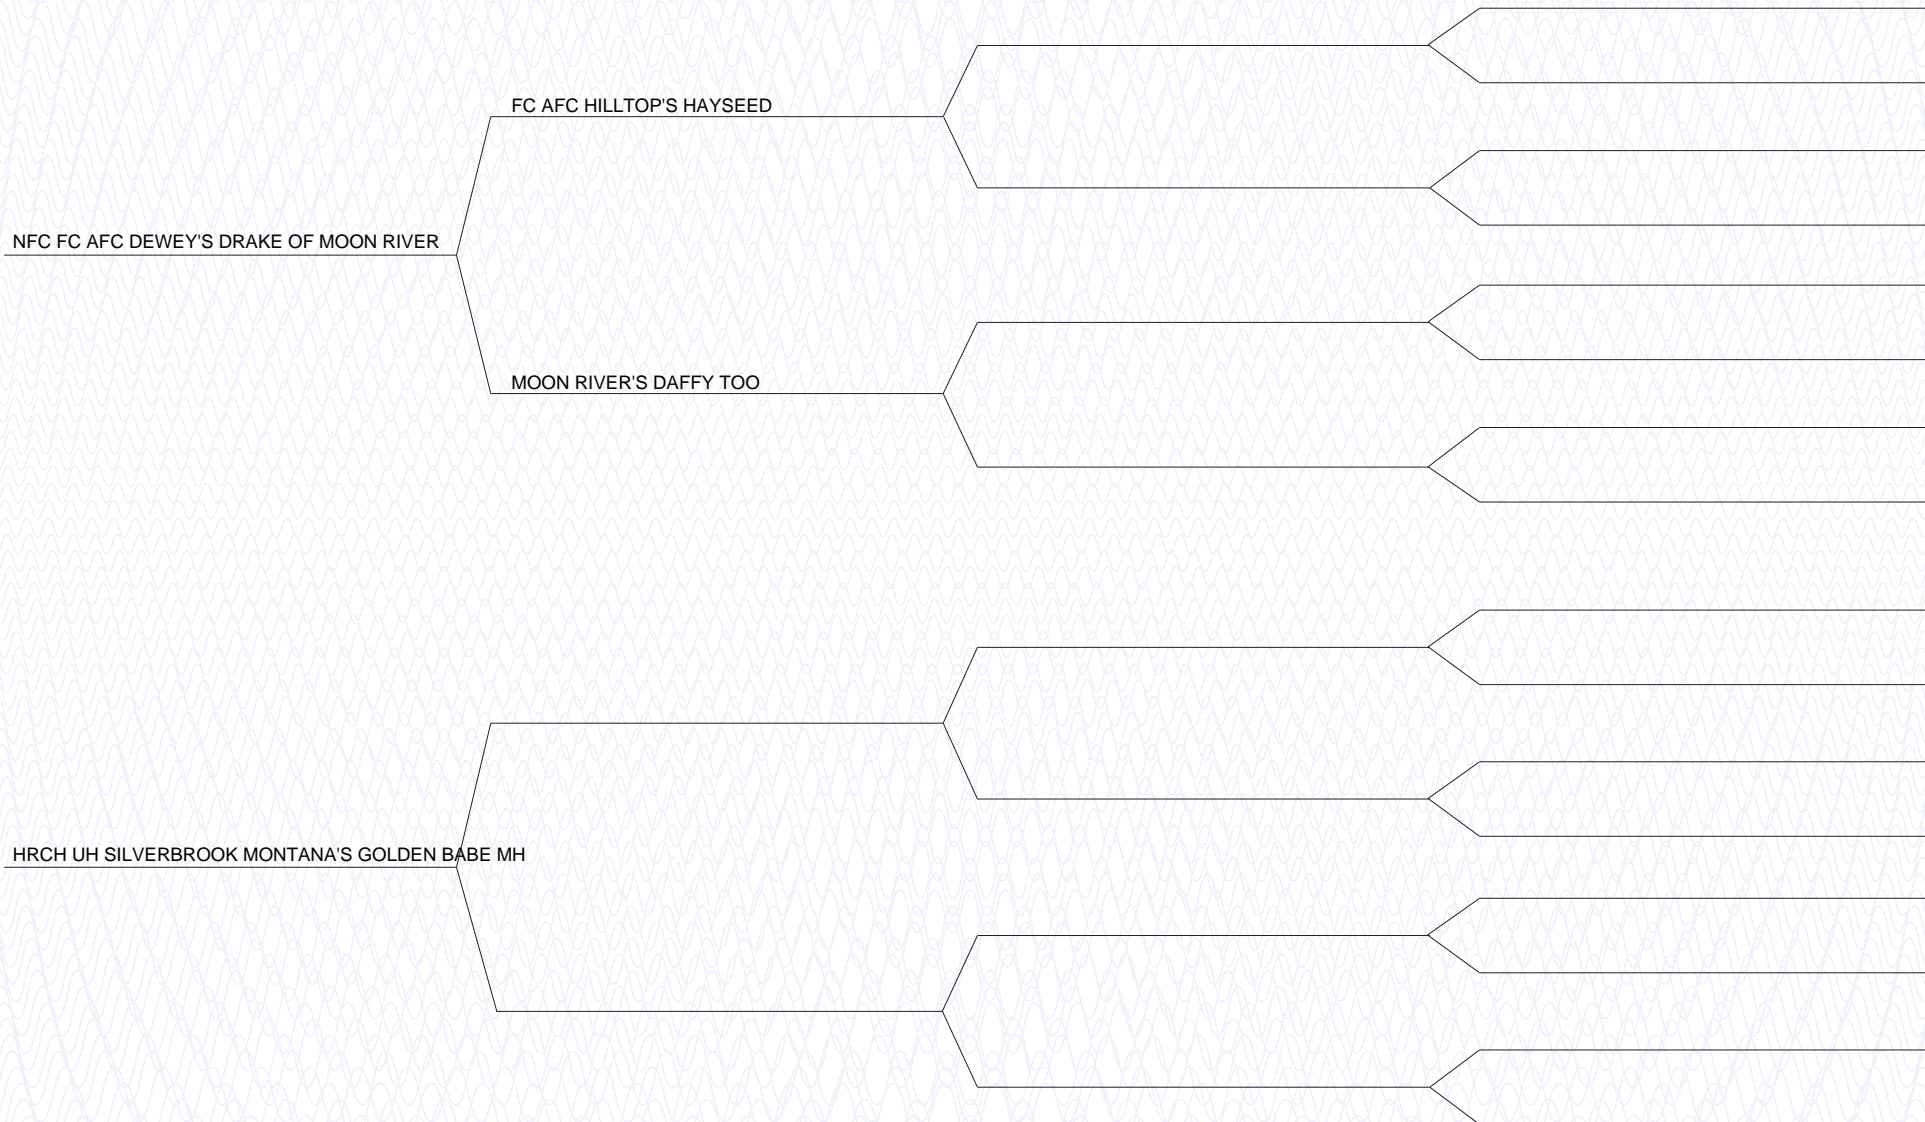 FC AFC HILLTOP'S HAYSEED
NFC FC AFC DEWEY'S DRAKE OF MOON RIVER
MOON RIVER'S DAFFY TOO
HRCH UH SILVERBROOK MONTANA'S GOLDEN BABE MH